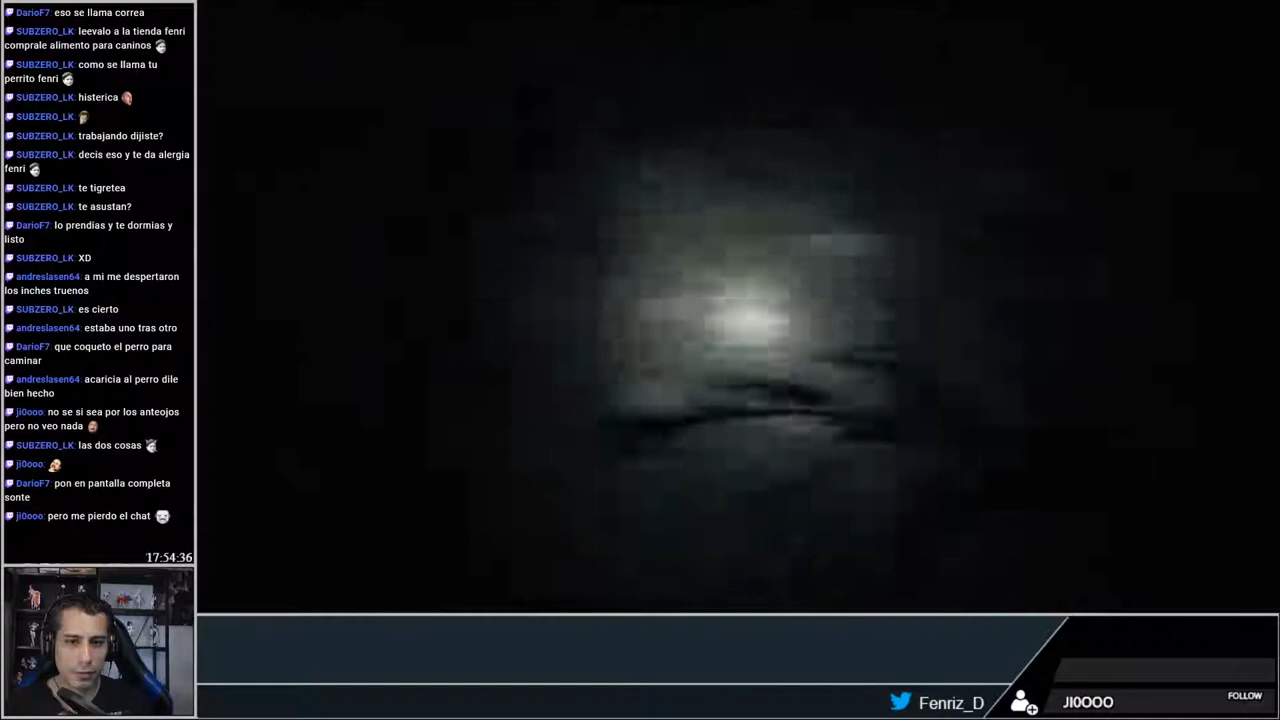 DarioF7: eso se llama correa
SUBZERO_LK: leevalo a la tienda fenri
comprale alimento para caninos
SUBZERO_LK: como se llama tu
perrito fenri
SUBZERO_LK: histerica
SUBZERO_LK:
SUBZERO_LK: trabajando dijiste?
SUBZERO_LK: decis eso y te da alergia
fenri
SUBZERO_LK: te tigretea
SUBZERO_LK: te asustan?
DarioF7: lo prendias y te dormias y
listo
SUBZERO_LK: XD
andreslasen64: a mi me despertaron
los inches truenos
SUBZERO_LK: es cierto
andreslasen64: estaba uno tras otro
DarioF7: que coqueto el perro para
caminar
andreslasen64: acaricia al perro dile
bien hecho
ji0ooo: no se si sea por los anteojos
pero no veo nada
SUBZERO_LK: las dos cosas
ji0ooo:
DarioF7: pon en pantalla completa
sonte
ji0ooo: pero me pierdo el chat
17:54:36
Fenriz_D
JI0OOO
FOLLOW